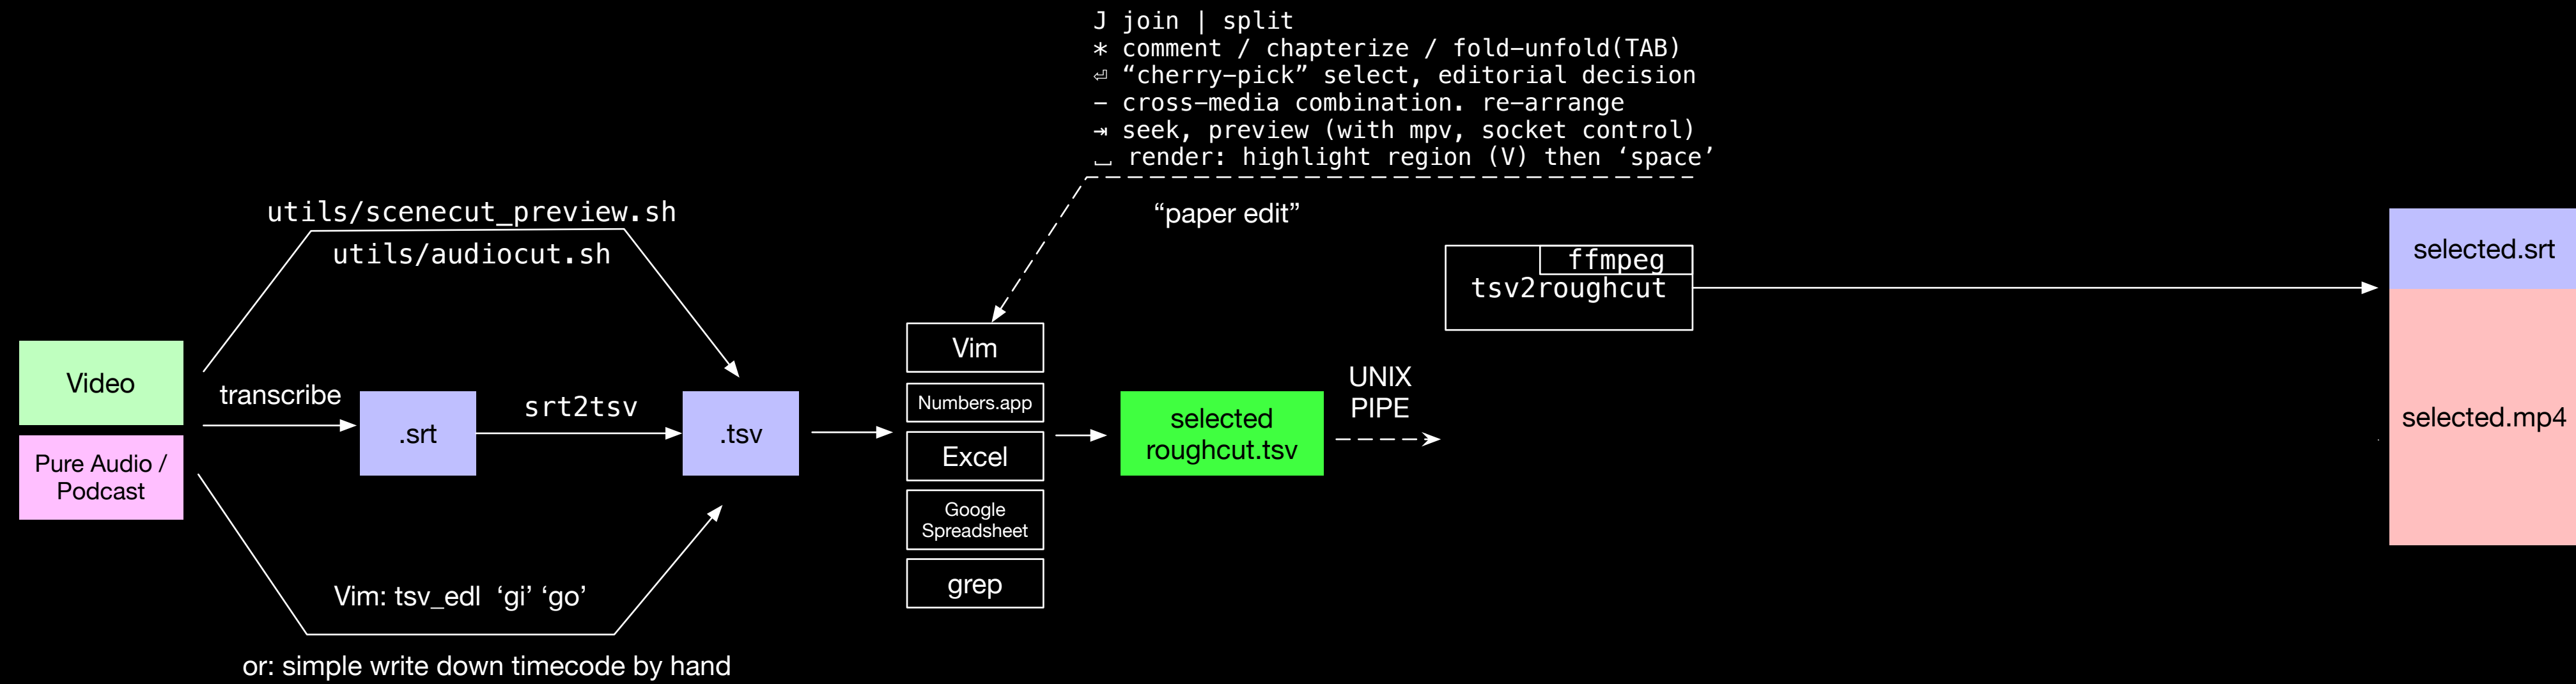 J join | split
* comment / chapterize / fold-unfold(TAB)
⏎ “cherry-pick” select, editorial decision
- cross-media combination. re-arrange
⇥ seek, preview (with mpv, socket control)
⎵ render: highlight region (V) then ‘space’
“paper edit”
utils/scenecut_preview.sh
utils/audiocut.sh
Video
Pure Audio /
Podcast
transcribe
.srt
srt2tsv
.tsv
Vim: tsv_edl ‘gi’ ‘go’
or: simple write down timecode by hand
Vim
Numbers.app
Excel
Google
Spreadsheet
grep
selected
roughcut.tsv
UNIX
PIPE
ffmpeg
tsv2roughcut
selected.srt
selected.mp4